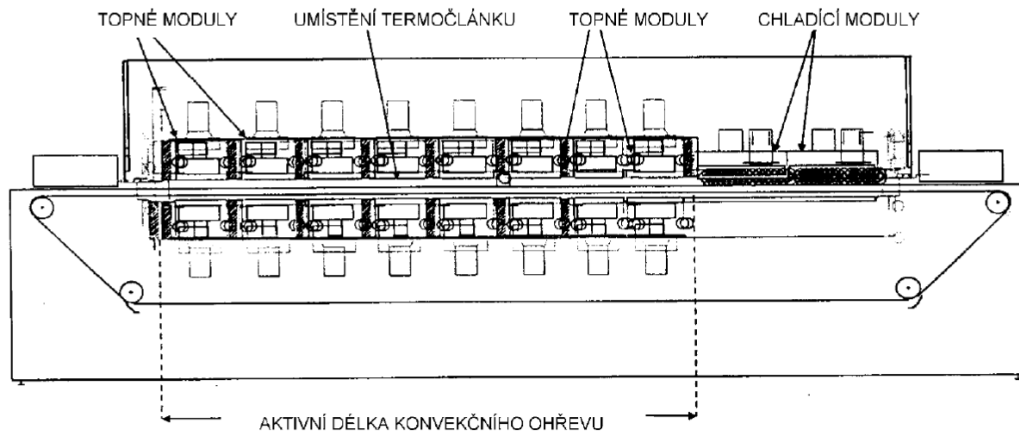 TOPNÉ MODULY
UMÍSTĚNÍ TERMOČLÁNKU
TOPNÉ MODULY
CHLADÍCÍ MODULY
AKTIVNÍ DÉLKA KONVEKČNÍHO OHŘEVU